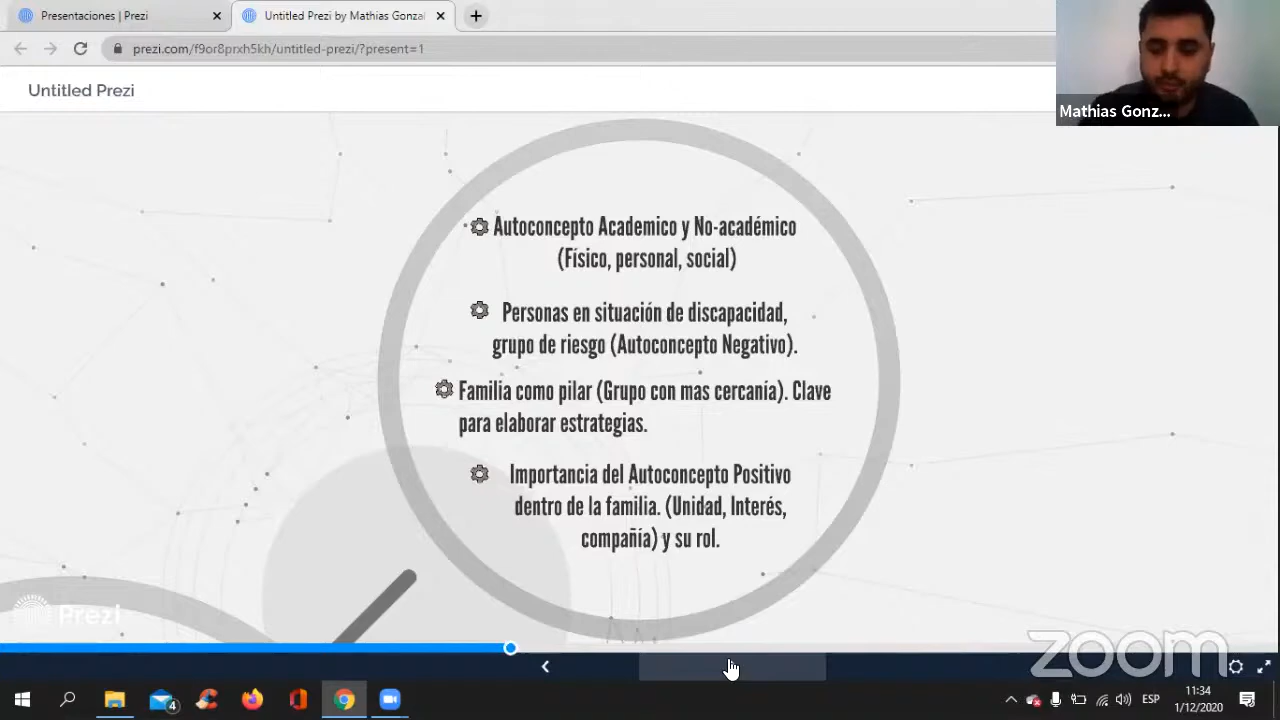 Presentaciones | Prezi
Untitled Prezi by Mathias Gonzal
prezi.com/f9or8prxh5kh/untitled-prezi/?present=1
Untitled Prezi
Mathias Gonz...
Autoconcepto Academico y No-académico
(Físico, personal, social)
Personas en situación de discapacidad,
grupo de riesgo (Autoconcepto Negativo).
Familia como pilar (Grupo con mas cercanía). Clave
para elaborar estrategias.
Importancia del Autoconcepto Positivo
dentro de la familia. (Unidad, Interés,
compañía) y su rol.
Prezi
zoom
4
ESP
11:34
1/12/2020